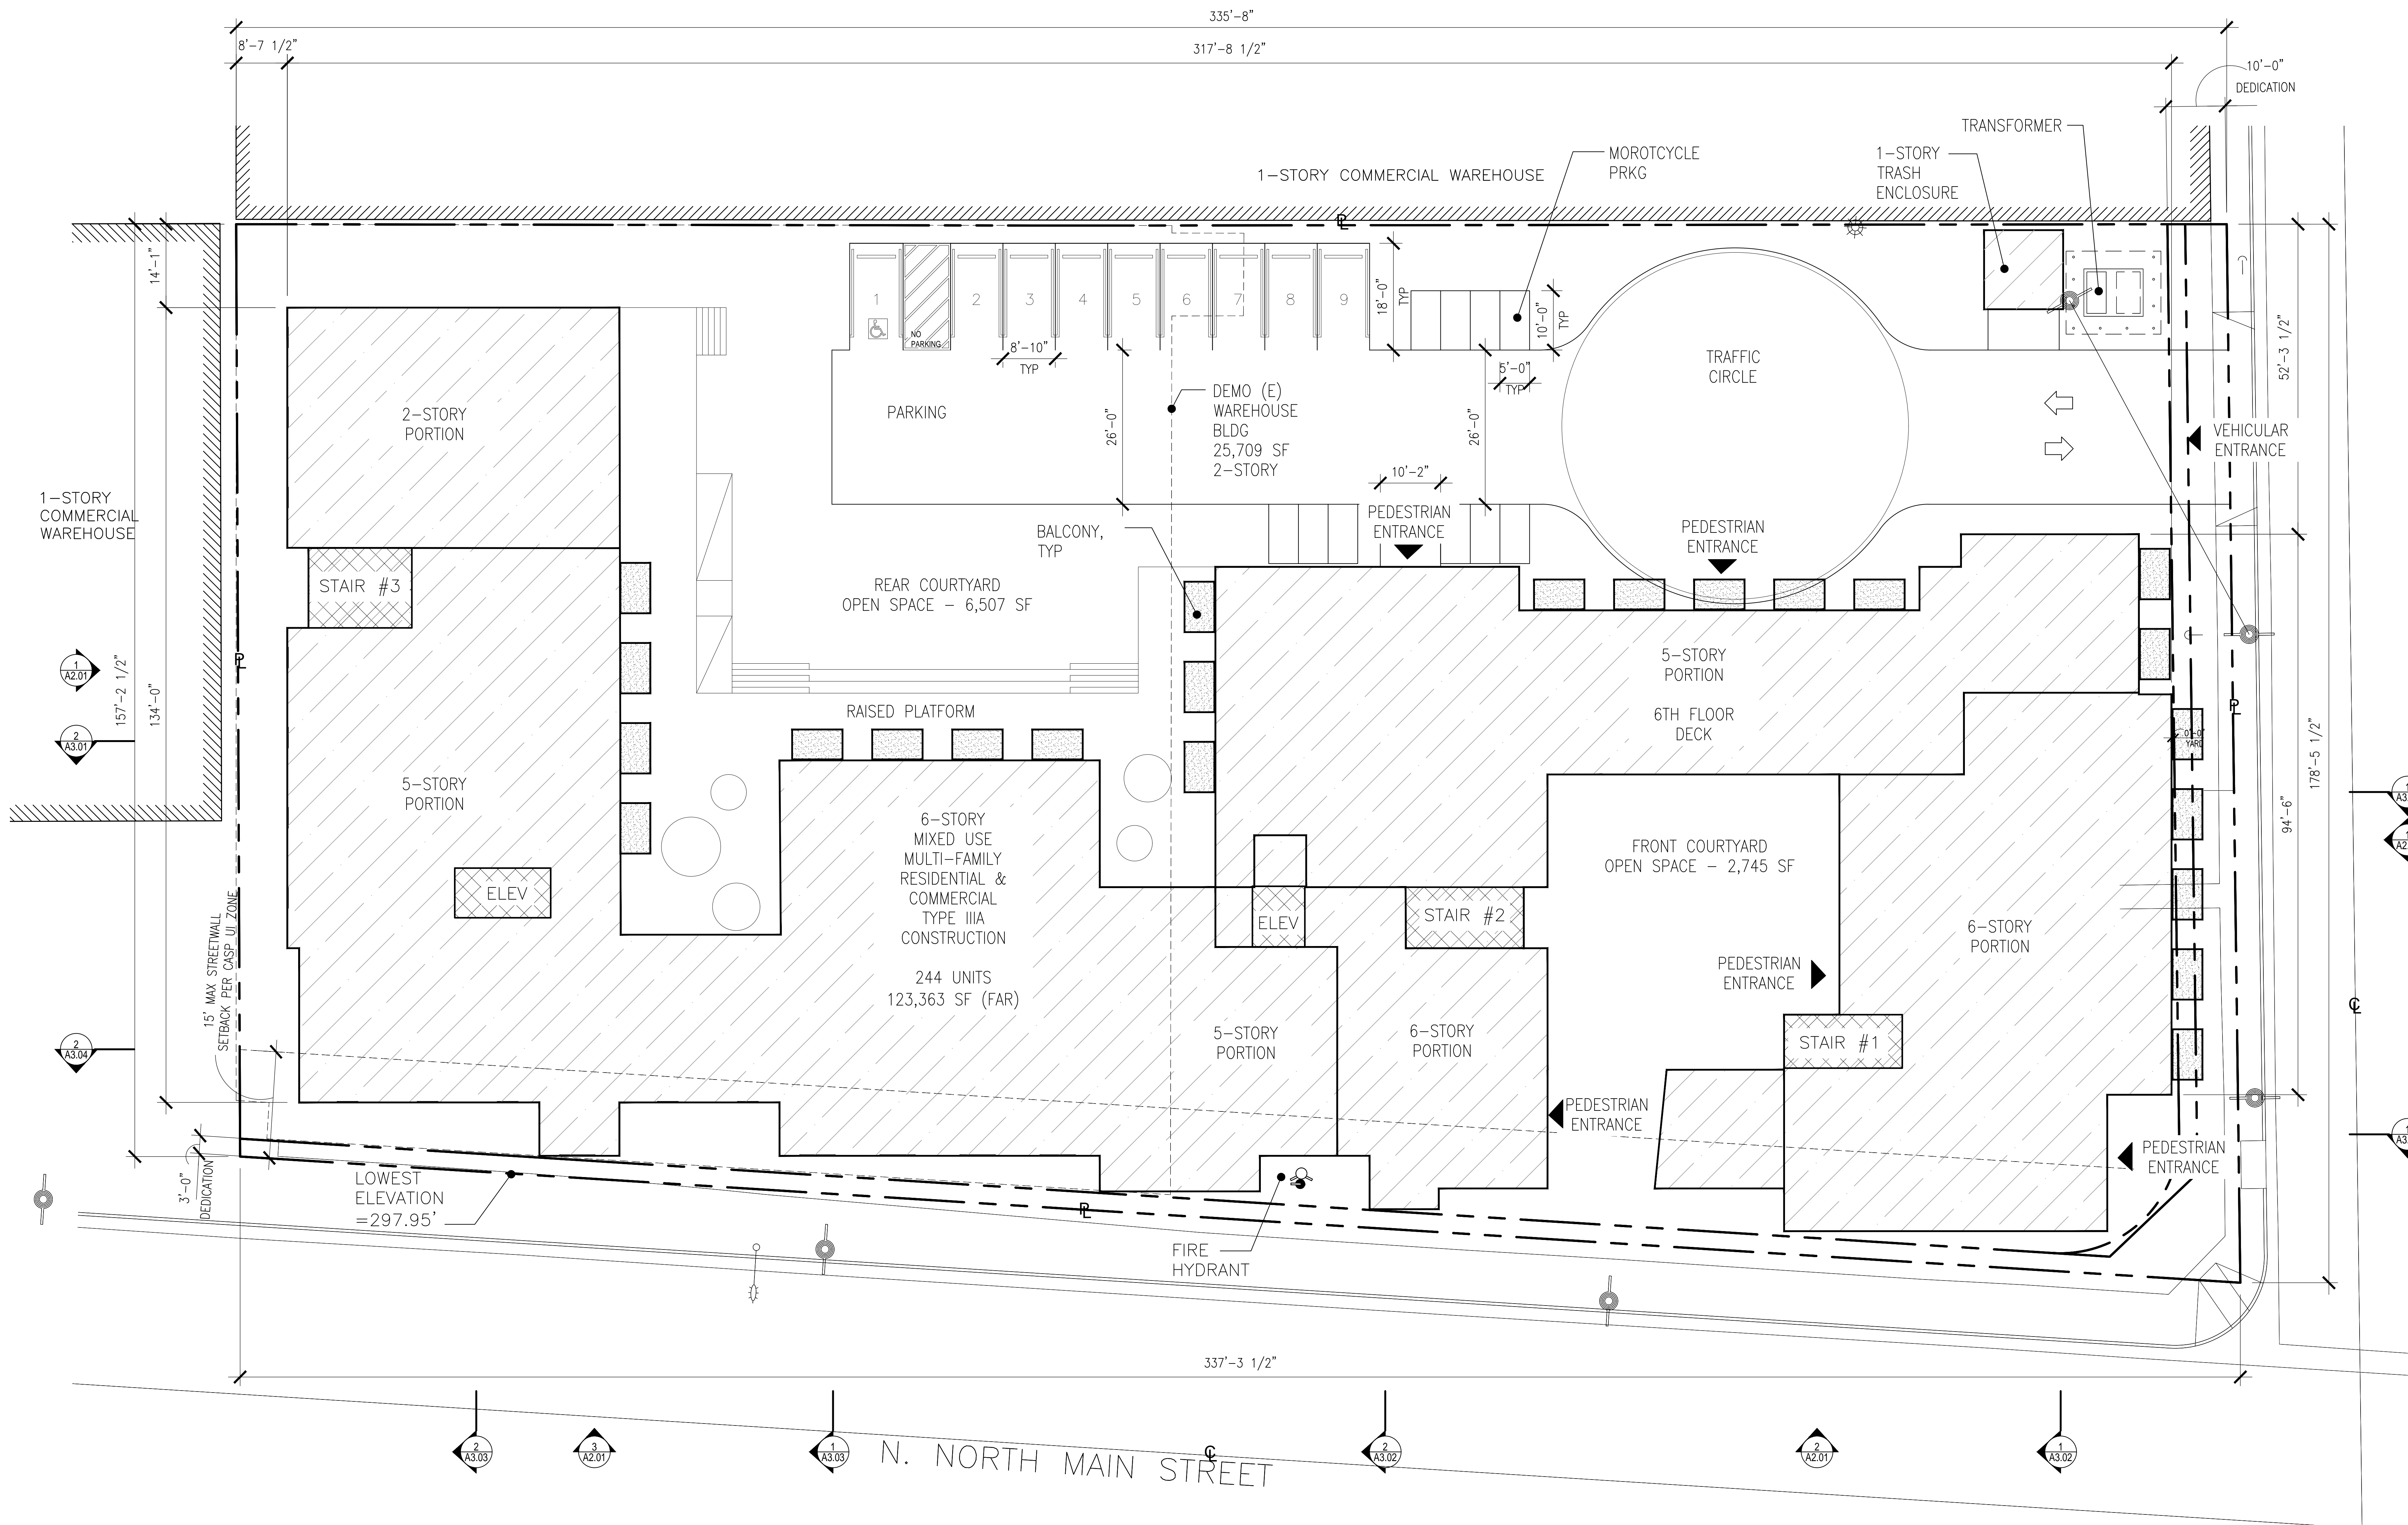 335'-8"
8'-7 1/2"
317'-8 1/2"
10'-0"
DEDICATION
TRANSFORMER
MOROTCYCLE
PRKG
1-STORY
TRASH
ENCLOSURE
1-STORY COMMERCIAL WAREHOUSE
PL
14'-1"
1
2
3
4
5
6
7
8
9
NO
PARKING
18'-0"
TYP
10'-0"
TYP
8'-10"
TYP
5'-0"
TYP
TRAFFIC
CIRCLE
52'-3 1/2"
2-STORY
PORTION
PARKING
26'-0"
DEMO (E)
WAREHOUSE
BLDG
25,709 SF
2-STORY
26'-0"
10'-2"
VEHICULAR
ENTRANCE
1-STORY
COMMERCIAL
WAREHOUSE
BALCONY,
TYP
PEDESTRIAN
ENTRANCE
PEDESTRIAN
ENTRANCE
STAIR #3
REAR COURTYARD
OPEN SPACE - 6,507 SF
1
A2.01
157'-2 1/2"
134'-0"
PL
5-STORY
PORTION
6TH FLOOR
DECK
RAISED PLATFORM
PL
0'-0"
YARD
178'-5 1/2"
2
A3.01
5-STORY
PORTION
6-STORY
MIXED USE
MULTI-FAMILY
RESIDENTIAL &
COMMERCIAL
TYPE IIIA
CONSTRUCTION
244 UNITS
123,363 SF (FAR)
FRONT COURTYARD
OPEN SPACE - 2,745 SF
94'-6"
ELEV
ELEV
STAIR #2
6-STORY
PORTION
15' MAX STREETWALL
SETBACK PER CASP UI ZONE
PEDESTRIAN
ENTRANCE
CL
2
A3.04
5-STORY
PORTION
6-STORY
PORTION
STAIR #1
PEDESTRIAN
ENTRANCE
PEDESTRIAN
ENTRANCE
3'-0"
DEDICATION
LOWEST
ELEVATION
=297.95'
PL
FIRE
HYDRANT
337'-3 1/2"
2
A3.03
3
A2.01
1
A3.03
N. NORTH MAIN STREET
CL
2
A3.02
2
A2.01
1
A3.02